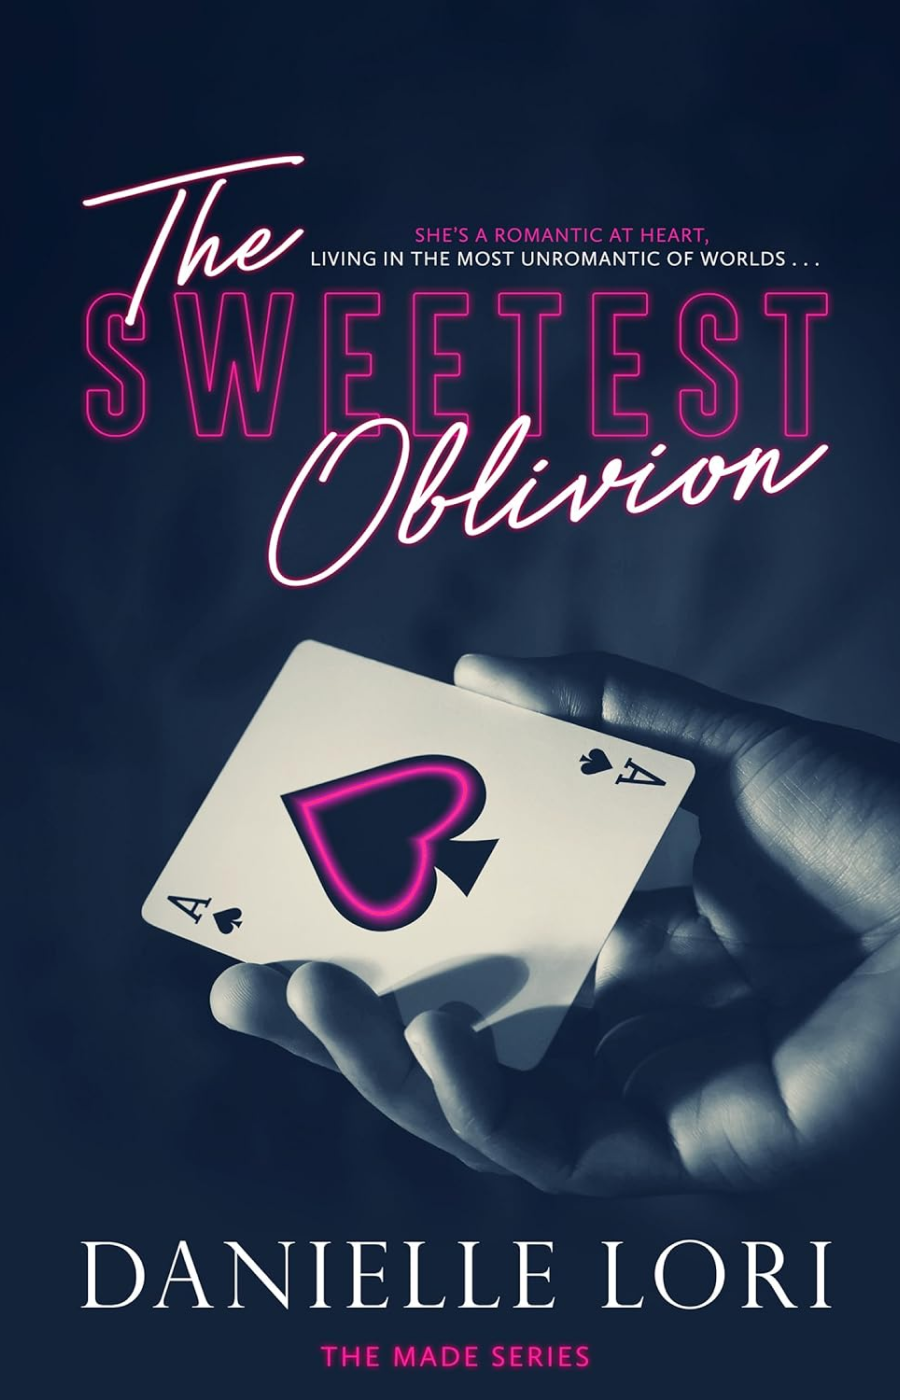 The
SHE'S A ROMANTIC AT HEART,
LIVING IN THE MOST UNROMANTIC OF WORLDS...
SWEETEST
Oblivion
A
A
DANIELLE LORI
THE MADE SERIES